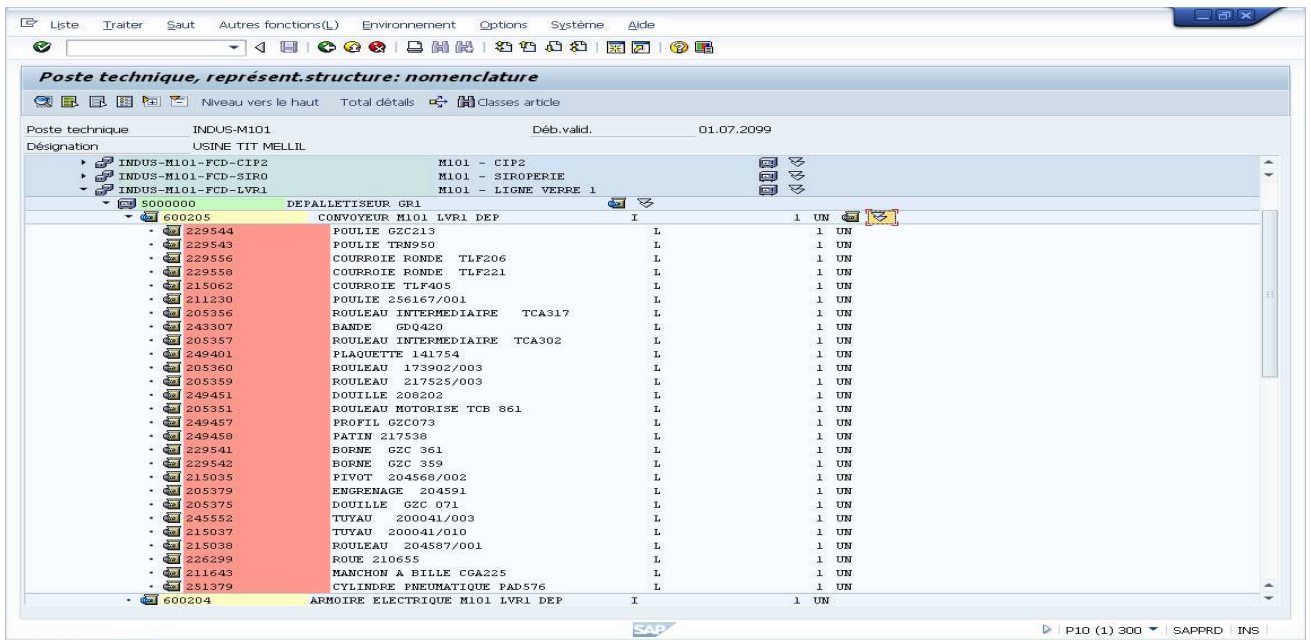 Liste Traiter Saut Autres fonctions(L) Environnement Options Système Aide
Poste technique, représent.structure: nomenclature
Niveau vers le haut Total détails Classes article
Poste technique INDUS-M101 Déb.valid. 01.07.2099
Désignation USINE TIT MELLIL
INDUS-M101-FCD-CIP2 M101 - CIP2
INDUS-M101-FCD-SIRO M101 - SIROPERIE
INDUS-M101-FCD-LVR1 M101 - LIGNE VERRE 1
5000000 DEPALLETISEUR GR1
600205 CONVOYEUR M101 LVR1 DEP I 1 UN
229544 POULIE GZC213 L 1 UN
229543 POULIE TRN950 L 1 UN
229556 COURROIE RONDE TLF206 L 1 UN
229558 COURROIE RONDE TLF221 L 1 UN
215062 COURROIE TLF405 L 1 UN
211230 POULIE 256167/001 L 1 UN
205356 ROULEAU INTERMEDIAIRE TCA317 L 1 UN
243307 BANDE GDQ420 L 1 UN
205357 ROULEAU INTERMEDIAIRE TCA302 L 1 UN
249401 PLAQUETTE 141754 L 1 UN
205360 ROULEAU 173902/003 L 1 UN
205359 ROULEAU 217525/003 L 1 UN
249451 DOUILLE 208202 L 1 UN
205351 ROULEAU MOTORISE TCB 861 L 1 UN
249457 PROFIL GZC073 L 1 UN
249458 PATIN 217538 L 1 UN
229541 BORNE GZC 361 L 1 UN
229542 BORNE GZC 359 L 1 UN
215035 PIVOT 204568/002 L 1 UN
205379 ENGRENAGE 204591 L 1 UN
205375 DOUILLE GZC 071 L 1 UN
245552 TUYAU 200041/003 L 1 UN
215037 TUYAU 200041/010 L 1 UN
215038 ROULEAU 204587/001 L 1 UN
226299 ROUE 210655 L 1 UN
211643 MANCHON A BILLE CGA225 L 1 UN
251379 CYLINDRE PNEUMATIQUE PAD576 L 1 UN
600204 ARMOIRE ELECTRIQUE M101 LVR1 DEP I 1 UN
SAP P10 (1) 300 SAPPRD INS